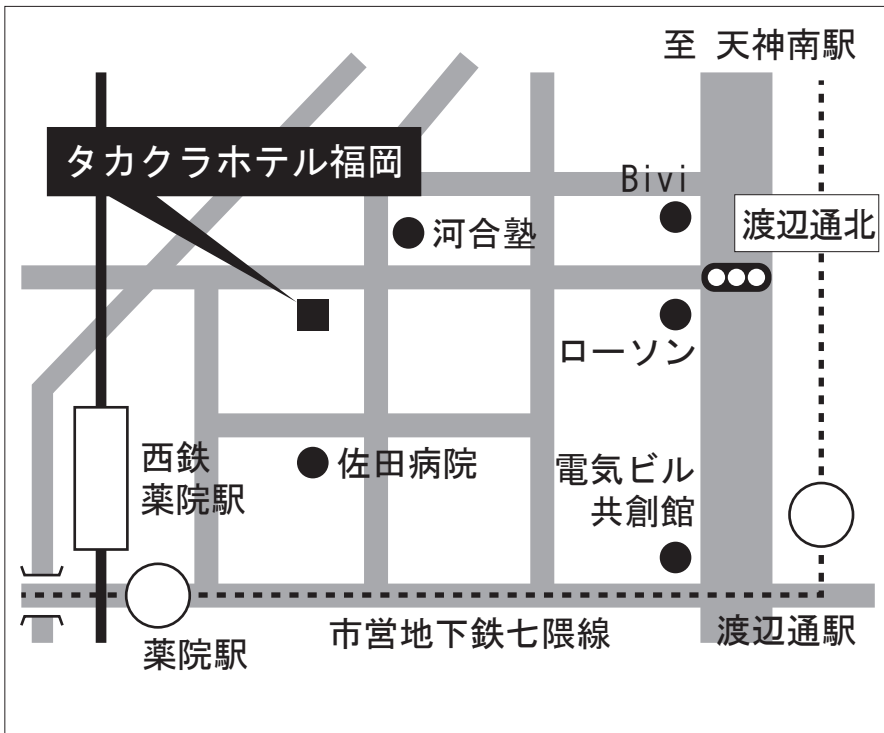 至 天神南駅
タカクラホテル福岡
Bivi
河合塾
渡辺通北
ローソン
西鉄
薬院駅
佐田病院
電気ビル
共創館
薬院駅
市営地下鉄七隈線
渡辺通駅